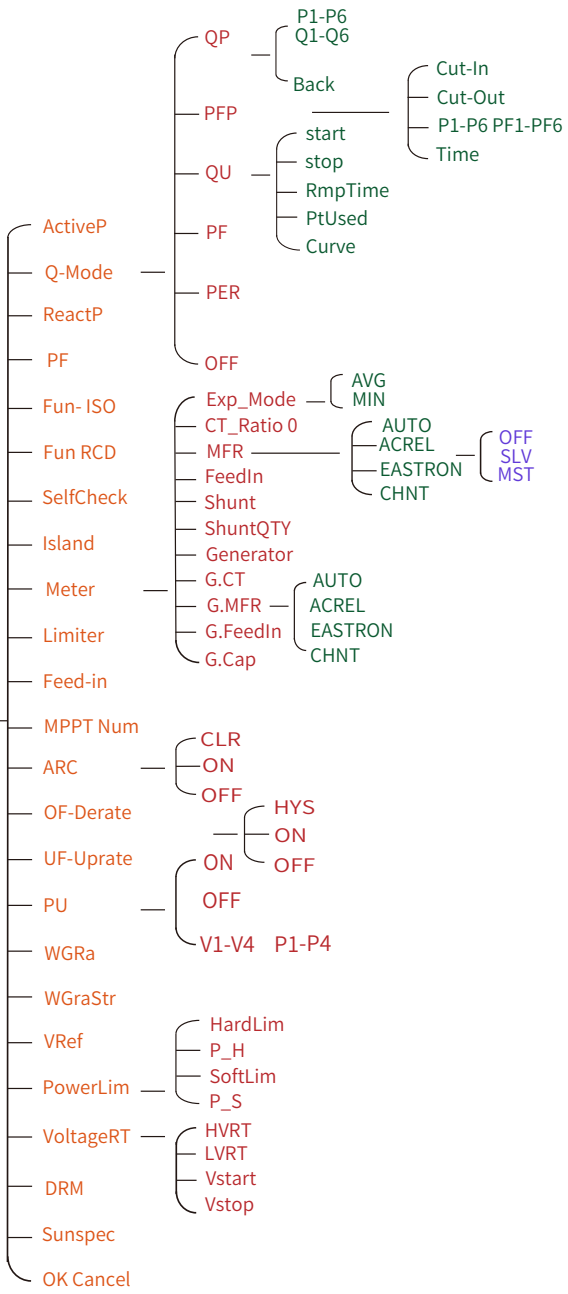 P1-P6
Q1-Q6
Back
QP
PFP
QU
PF
PER
OFF
Cut-In
Cut-Out
P1-P6 PF1-PF6
Time
start
stop
RmpTime
PtUsed
Curve
ActiveP
Q-Mode
ReactP
PF
Fun- ISO
Fun RCD
SelfCheck
Island
Meter
Limiter
Feed-in
MPPT Num
ARC
OF-Derate
UF-Uprate
PU
WGRa
WGraStr
VRef
PowerLim
VoltageRT
DRM
Sunspec
OK Cancel
Exp_Mode
CT_Ratio 0
MFR
FeedIn
Shunt
ShuntQTY
Generator
G.CT
G.MFR
G.FeedIn
G.Cap
AVG
MIN
AUTO
ACREL
EASTRON
CHNT
OFF
SLV
MST
AUTO
ACREL
EASTRON
CHNT
CLR
ON
OFF
HYS
ON
OFF
ON
OFF
V1-V4 P1-P4
HardLim
P_H
SoftLim
P_S
HVRT
LVRT
Vstart
Vstop